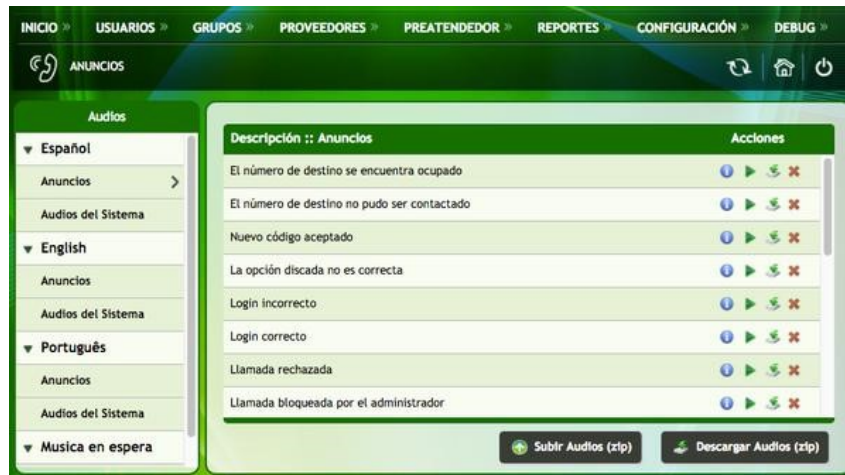 INICIO » USUARIOS » GRUPOS » PROVEEDORES » PREATENDEDOR » REPORTES » CONFIGURACIÓN » DEBUG »
ANUNCIOS
Audios
Español
Anuncios
Audios del Sistema
English
Anuncios
Audios del Sistema
Português
Anuncios
Audios del Sistema
Musica en espera
Descripción :: Anuncios Acciones
El número de destino se encuentra ocupado
El número de destino no pudo ser contactado
Nuevo código aceptado
La opción discada no es correcta
Login incorrecto
Login correcto
Llamada rechazada
Llamada bloqueada por el administrador
Subir Audios (zip) Descargar Audios (zip)